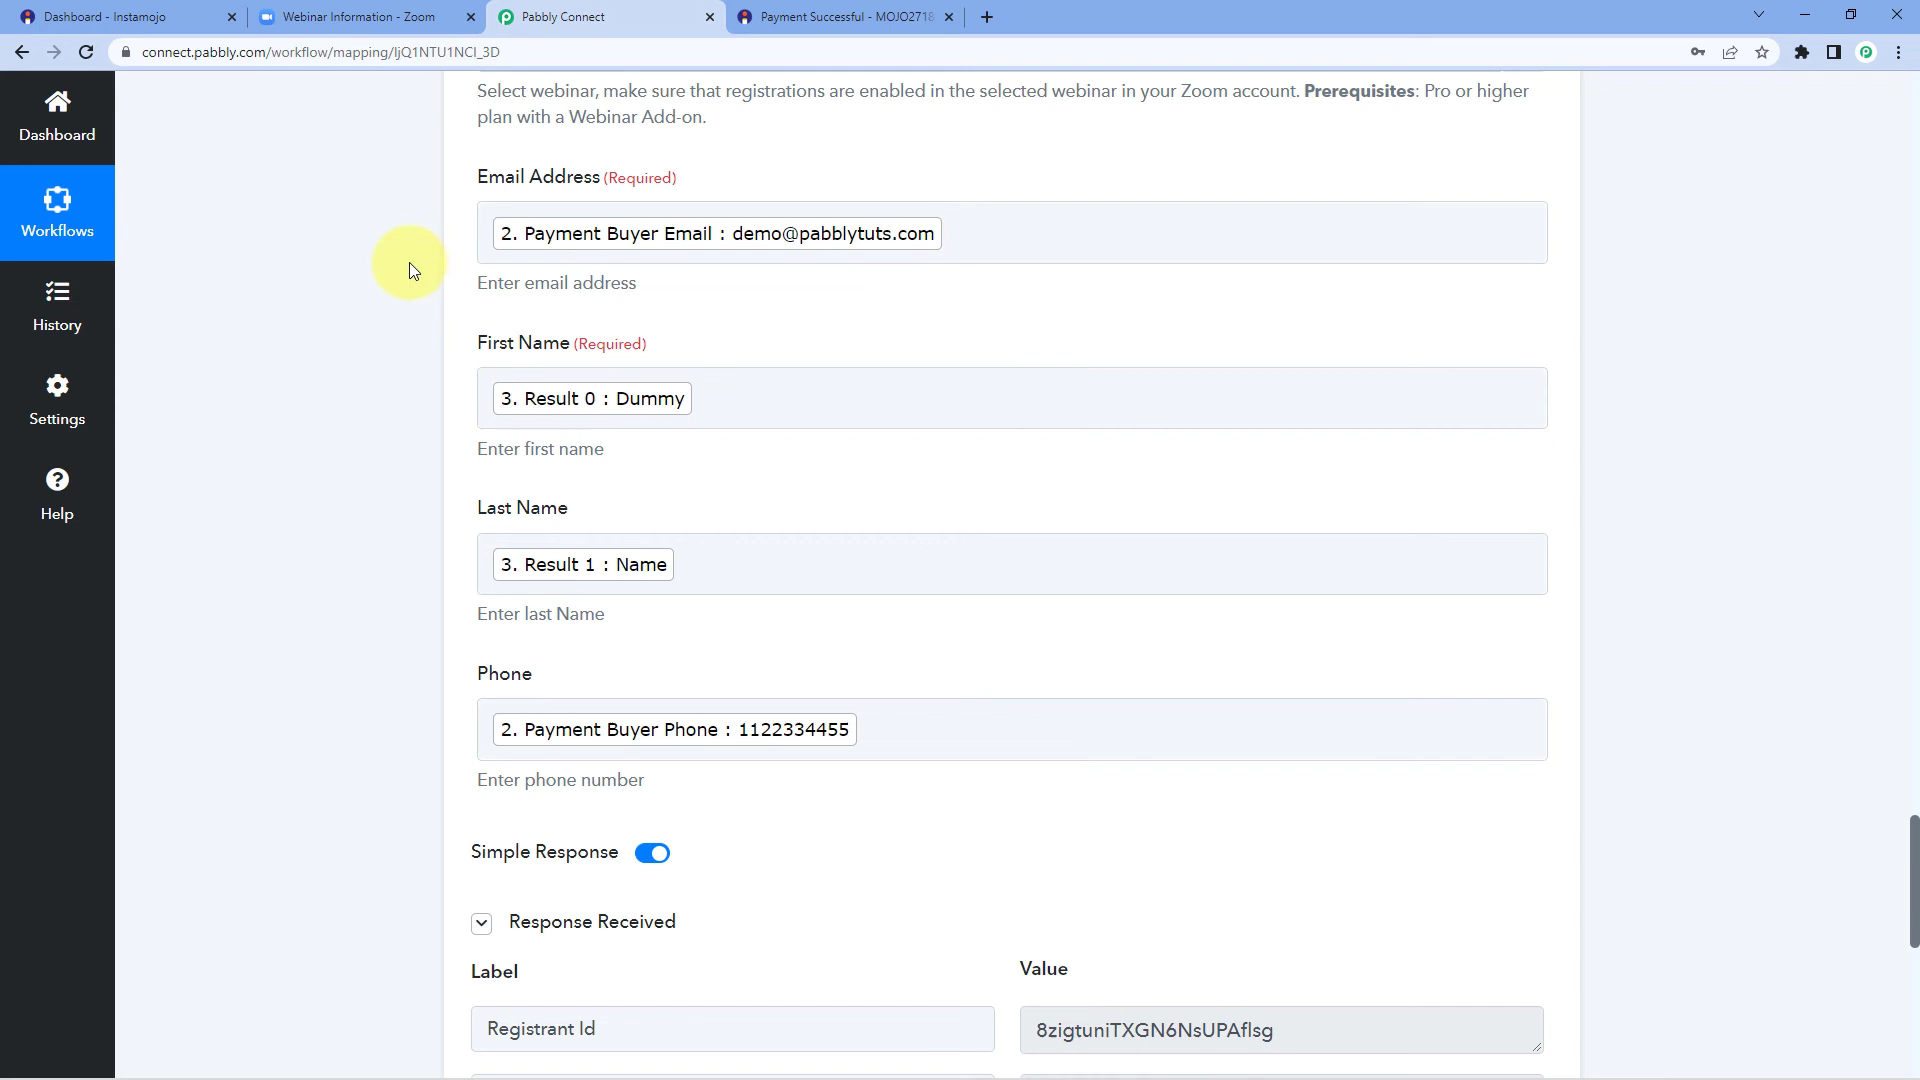 Dashboard - Instamojo
Webinar Information - Zoom
Pabbly Connect
Payment Successful - MOJO2718
connect.pabbly.com/workflow/mapping/IjQ1NTU1NCI_3D
Dashboard
Workflows
History
Settings
Help
Select webinar, make sure that registrations are enabled in the selected webinar in your Zoom account. Prerequisites: Pro or higher
plan with a Webinar Add-on.
Email Address (Required)
2. Payment Buyer Email : demo@pabblytuts.com
Enter email address
First Name (Required)
3. Result 0 : Dummy
Enter first name
Last Name
3. Result 1 : Name
Enter last Name
Phone
2. Payment Buyer Phone : 1122334455
Enter phone number
Simple Response
Response Received
Label
Value
Registrant Id
8zigtuniTXGN6NsUPAflsg